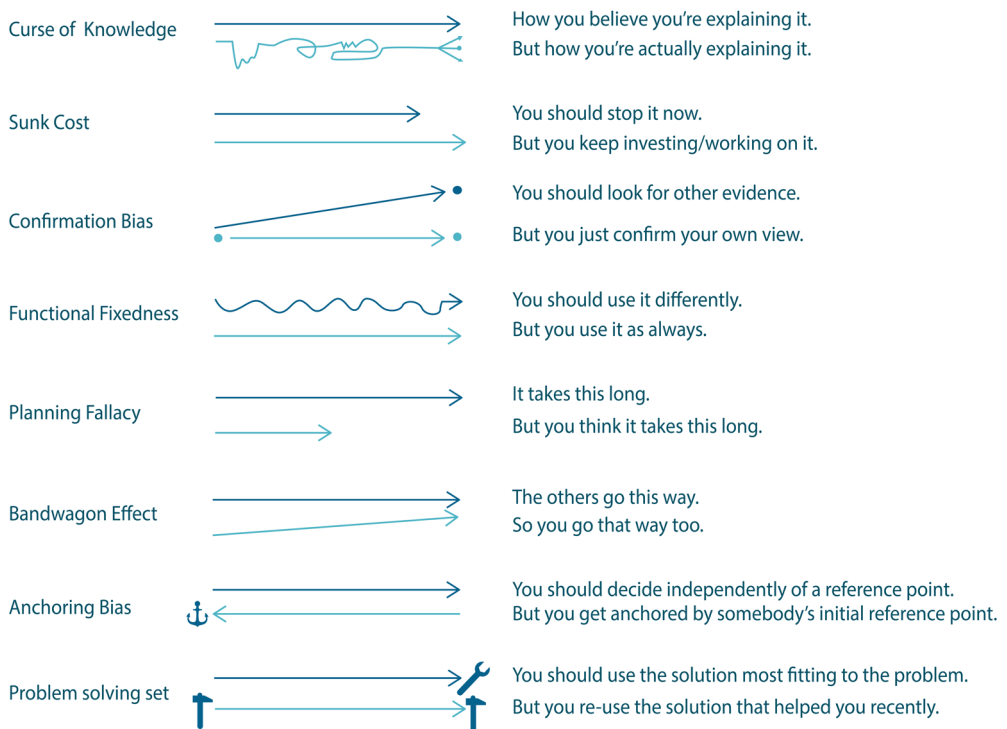 Curse of Knowledge
How you believe you're explaining it.
But how you're actually explaining it.
Sunk Cost
You should stop it now.
But you keep investing/working on it.
Confirmation Bias
You should look for other evidence.
But you just confirm your own view.
Functional Fixedness
You should use it differently.
But you use it as always.
Planning Fallacy
It takes this long.
But you think it takes this long.
Bandwagon Effect
The others go this way.
So you go that way too.
Anchoring Bias
You should decide independently of a reference point.
But you get anchored by somebody's initial reference point.
Problem solving set
You should use the solution most fitting to the problem.
But you re-use the solution that helped you recently.